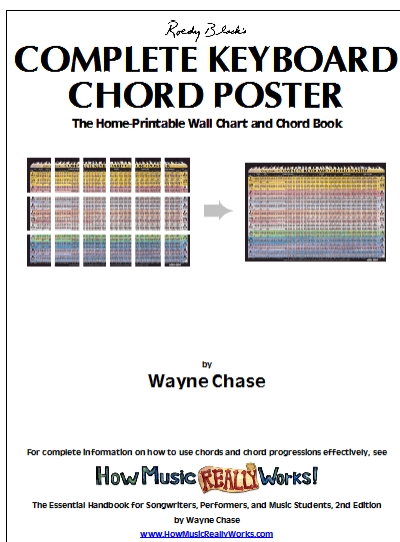 Roedy Black's
COMPLETE KEYBOARD
CHORD POSTER
The Home-Printable Wall Chart and Chord Book
by
Wayne Chase
For complete information on how to use chords and chord progressions effectively, see
How Music REALLY Works!
The Essential Handbook for Songwriters, Performers, and Music Students, 2nd Edition
by Wayne Chase
www.HowMusicReallyWorks.com